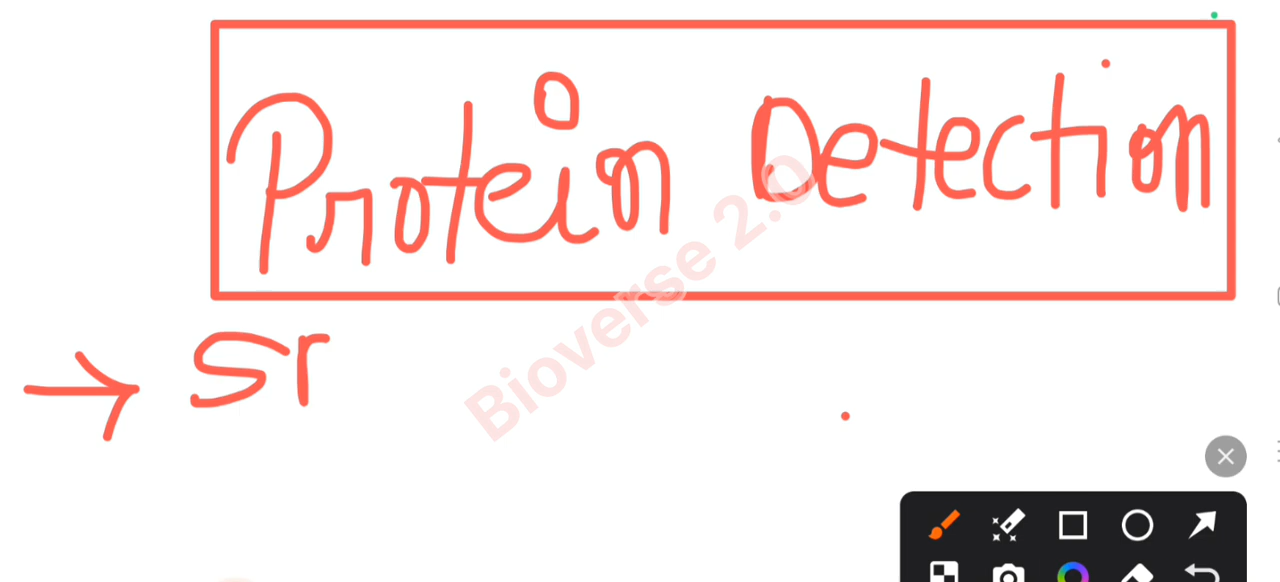 Protein Detection
→ Sr
Bioverse 2.0